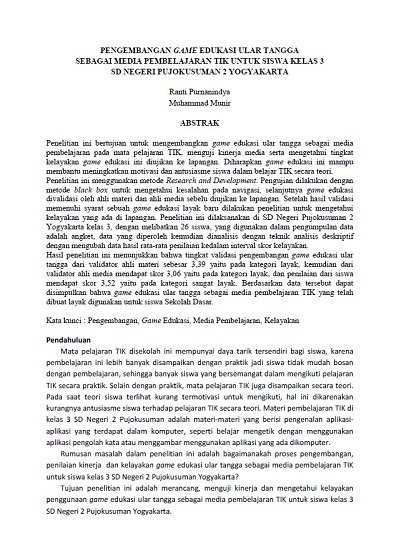 PENGEMBANGAN GAME EDUKASI ULAR TANGGA
SEBAGAI MEDIA PEMBELAJARAN TIK UNTUK SISWA KELAS 3
SD NEGERI PUJOKUSUMAN 2 YOGYAKARTA
Ranti Purnanindya
Muhammad Munir
ABSTRAK
Penelitian ini bertujuan untuk mengembangkan game edukasi ular tangga sebagai media
pembelajaran pada mata pelajaran TIK, menguji kinerja media serta mengetahui tingkat
kelayakan game edukasi ini diujikan ke lapangan. Diharapkan game edukasi ini mampu
membantu meningkatkan motivasi dan antusiasme siswa dalam belajar TIK secara teori.
Penelitian ini menggunakan metode Research and Development. Pengujian dilakukan dengan
metode black box untuk mengetahui kesalahan pada navigasi, selanjutnya game edukasi
divalidasi oleh ahli materi dan ahli media sebelum diujikan ke lapangan. Setelah hasil validasi
memenuhi syarat sebuah game edukasi layak baru dilakukan penelitian untuk mengetahui
kelayakan game edukasi yang ada di lapangan. Penelitian ini dilaksanakan di SD Negeri Pujokusuman 2
Yogyakarta kelas 3, dengan melibatkan 26 siswa, yang digunakan dalam pengumpulan data
adalah angket, data yang diperoleh kemudian dianalisis dengan teknik analisis deskriptif
dengan mengubah data hasil rata-rata penilaian kedalam interval skor kelayakan.
Hasil penelitian ini menunjukkan bahwa tingkat validasi pengembangan game edukasi ular
tangga dari validator ahli materi sebesar 3,39 yaitu pada kategori layak, kemudian dari
validator ahli media mendapat skor 3,06 yaitu pada kategori layak, dan penilaian dari siswa
mendapat skor 3,52 yaitu pada kategori sangat layak. Berdasarkan data tersebut dapat
disimpulkan bahwa game edukasi ular tangga sebagai media pembelajaran TIK yang telah
dibuat layak digunakan untuk siswa Sekolah Dasar.
Kata kunci : Pengembangan, Game Edukasi, Media Pembelajaran, Kelayakan
Pendahuluan
Mata pelajaran TIK disekolah ini mempunyai daya tarik tersendiri bagi siswa, karena
pembelajaran ini lebih banyak disampaikan dengan praktik jadi siswa tidak mudah bosan
dengan pembelajaran, sehingga banyak siswa yang bersemangat dalam mengikuti pelajaran
TIK secara praktik. Selain dengan praktik, mata pelajaran TIK juga disampaikan secara teori.
Pada saat teori siswa terlihat kurang termotivasi untuk mengikuti, hal ini dikarenakan
kurangnya antusiasme siswa terhadap pelajaran TIK secara teori. Materi pembelajaran TIK di
kelas 3 SD Negeri 2 Pujokusuman adalah materi-materi yang berisi pengenalan aplikasi-
aplikasi yang terdapat dalam komputer, seperti belajar mengetik dengan menggunakan
aplikasi pengolah kata atau menggambar menggunakan aplikasi yang ada dikomputer.
Rumusan masalah dalam penelitian ini adalah bagaimanakah proses pengembangan,
penilaian kinerja dan kelayakan game edukasi ular tangga sebagai media pembelajaran TIK
untuk siswa kelas 3 SD Negeri 2 Pujokusuman Yogyakarta?
Tujuan penelitian ini adalah merancang, menguji kinerja dan mengetahui kelayakan
penggunaan game edukasi ular tangga sebagai media pembelajaran TIK untuk siswa kelas 3
SD Negeri 2 Pujokusuman Yogyakarta.